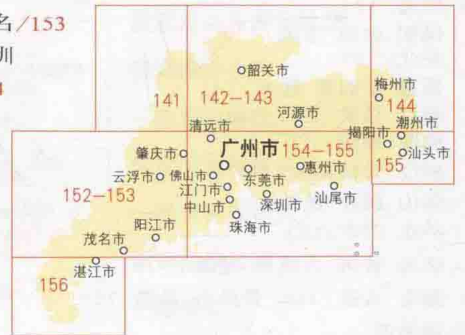 名/153
圳
韶关市
梅州市
141
142-143
144
河源市
清远市
潮州市
揭阳市
广州市
154-155
肇庆市
汕头市
155
惠州市
佛山市
东莞市
云浮市
152-153
江门市
深圳市
汕尾市
中山市
珠海市
阳江市
茂名市
湛江市
156